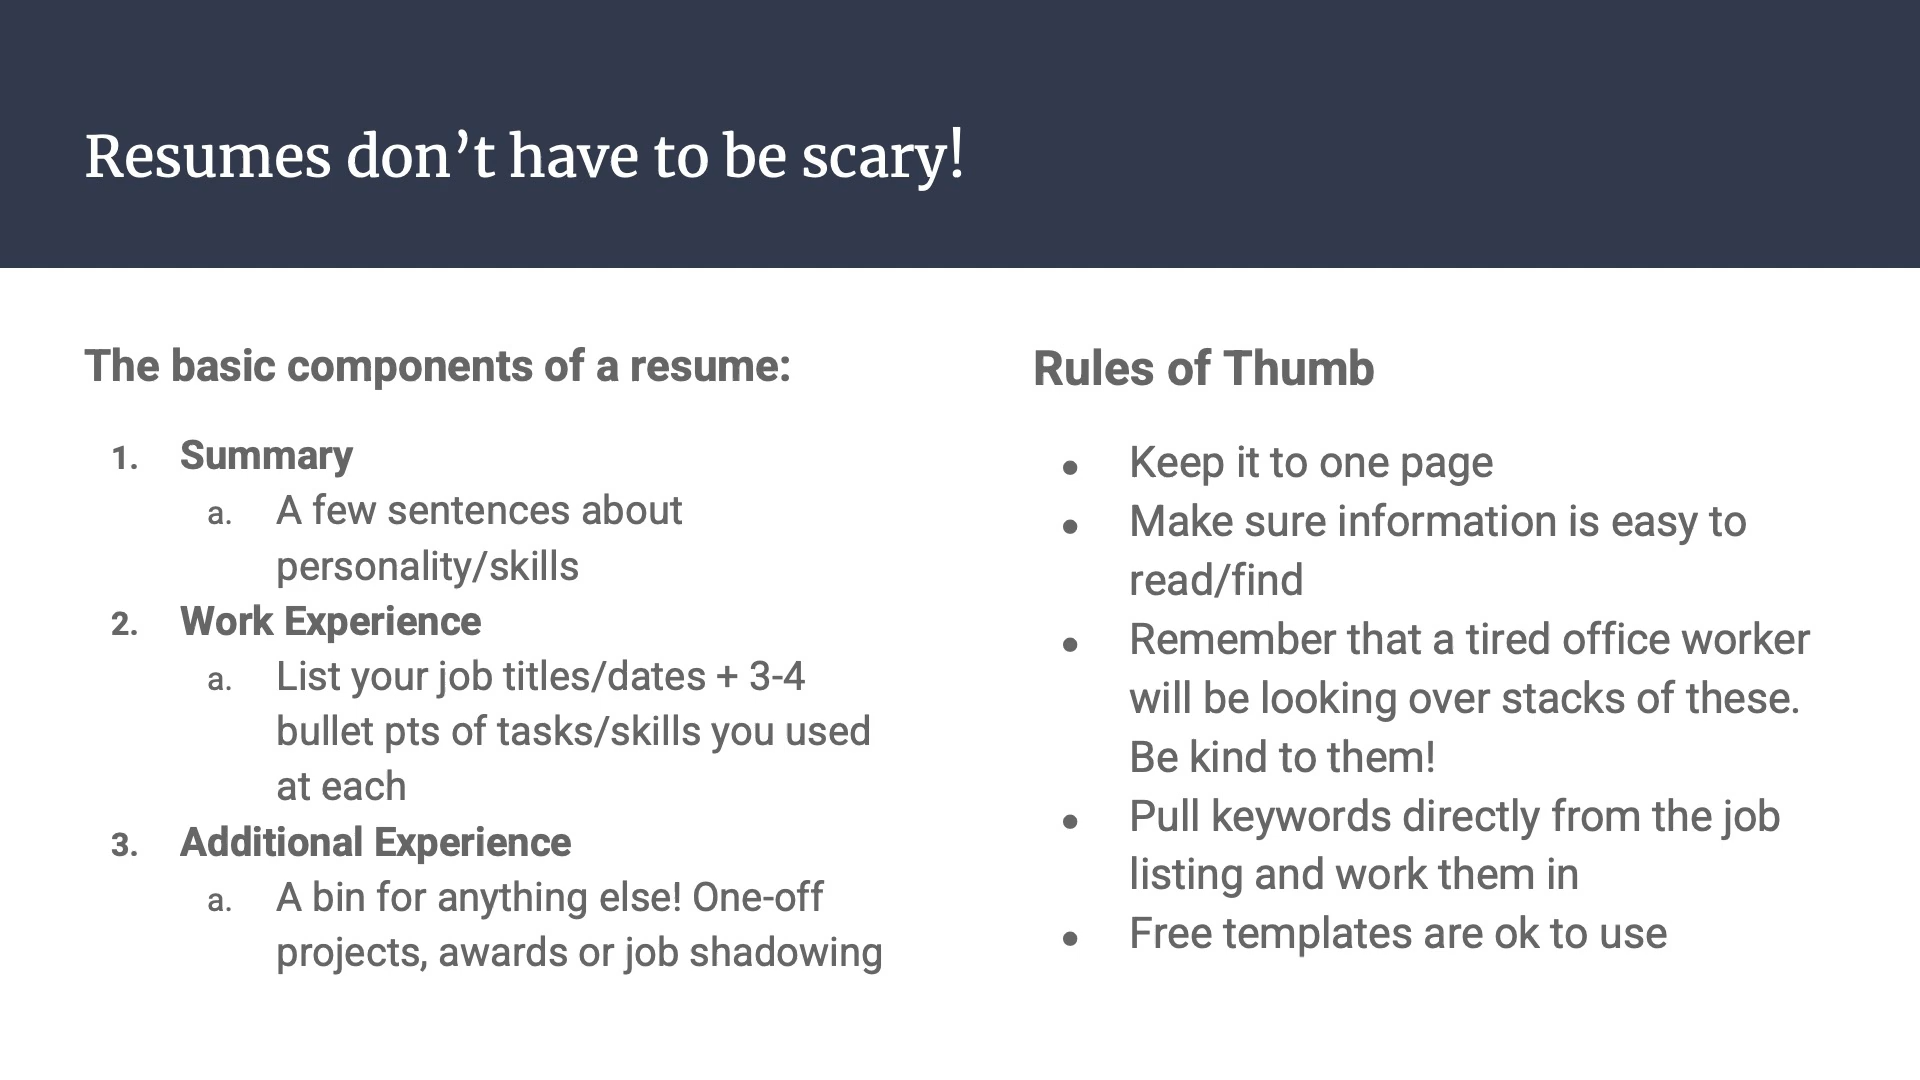 Resumes don’t have to be scary!
The basic components of a resume:
1. Summary
a. A few sentences about
personality/skills
2. Work Experience
a. List your job titles/dates + 3-4
bullet pts of tasks/skills you used
at each
3. Additional Experience
a. A bin for anything else! One-off
projects, awards or job shadowing
Rules of Thumb
● Keep it to one page
● Make sure information is easy to
read/find
● Remember that a tired office worker
will be looking over stacks of these.
Be kind to them!
● Pull keywords directly from the job
listing and work them in
● Free templates are ok to use